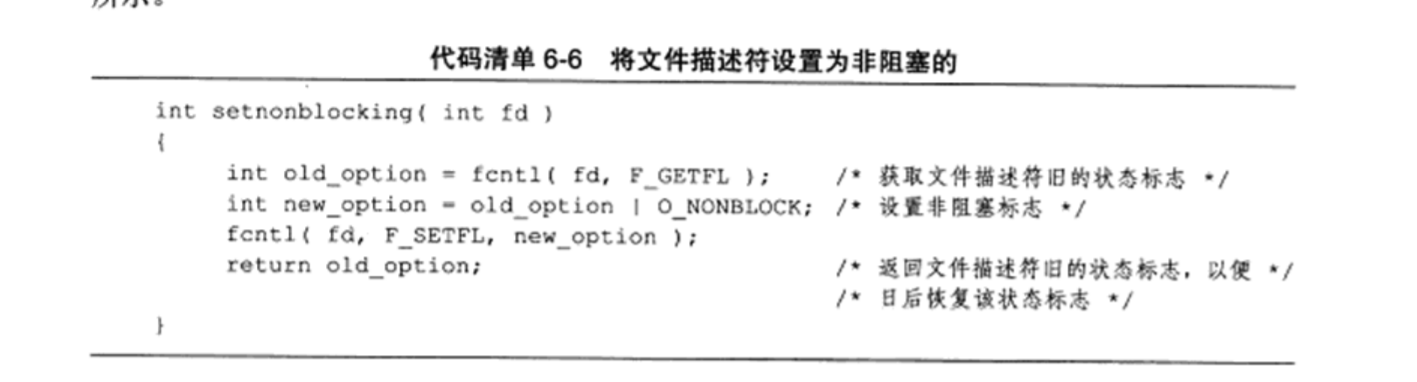 所示。
代码清单 6-6 将文件描述符设置为非阻塞的
int setnonblocking( int fd )
{
int old_option = fcntl( fd, F_GETFL ); /* 获取文件描述符旧的状态标志 */
int new_option = old_option | O_NONBLOCK; /* 设置非阻塞标志 */
fcntl( fd, F_SETFL, new_option );
return old_option; /* 返回文件描述符旧的状态标志，以便 */
/* 日后恢复该状态标志 */
}